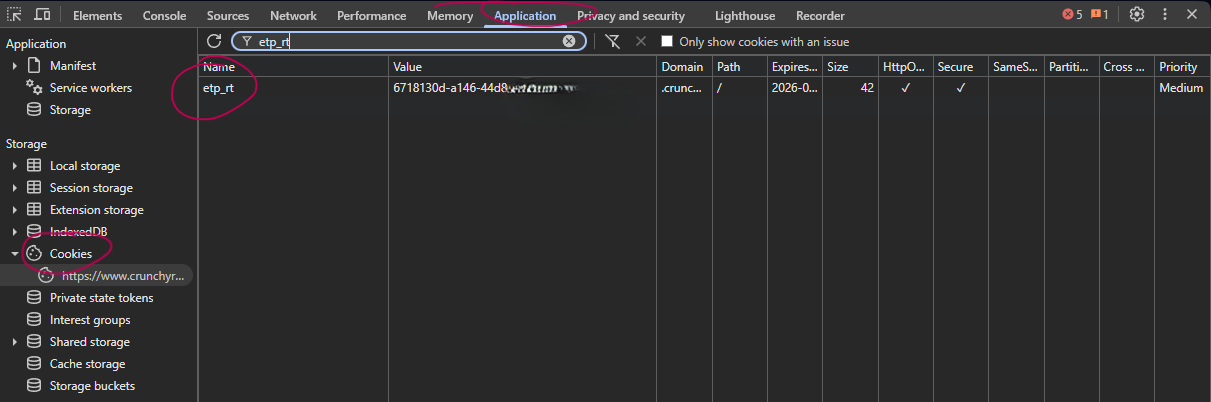 Elements Console Sources Network Performance Memory Application Privacy and security Lighthouse Recorder 5 1
Application
Manifest
Service workers
Storage
Storage
Local storage
Session storage
Extension storage
IndexedDB
Cookies
https://www.crunchyr...
Private state tokens
Interest groups
Shared storage
Cache storage
Storage buckets
etp_rt Only show cookies with an issue
Name Value Domain Path Expires... Size HttpO... Secure SameS... Partiti... Cross ... Priority
etp_rt 6718130d-a146-44d8 .crunc... / 2026-0... 42 ✓ ✓ Medium